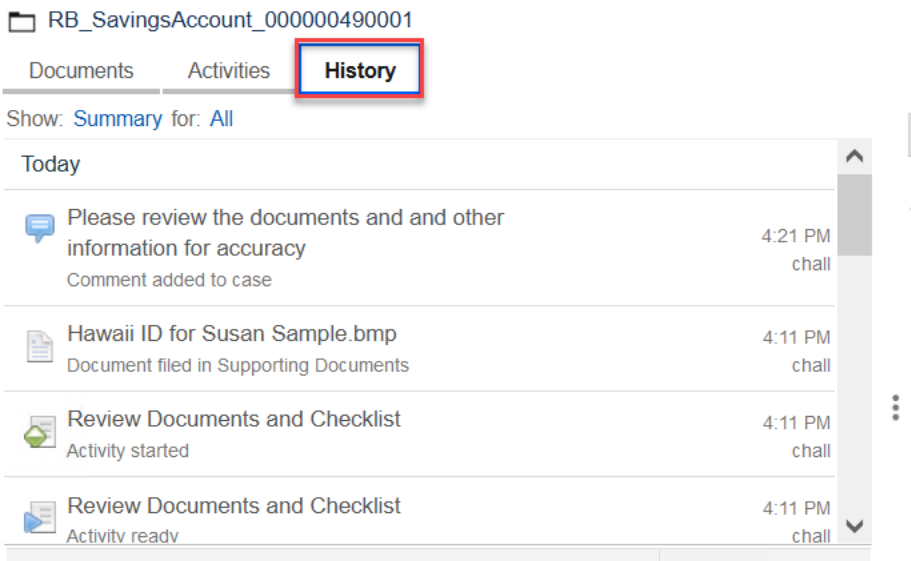 RB_SavingsAccount_000000490001
Documents Activities History
Show: Summary for: All
Today
Please review the documents and and other
information for accuracy
Comment added to case
4:21 PM
chall
Hawaii ID for Susan Sample.bmp
Document filed in Supporting Documents
4:11 PM
chall
Review Documents and Checklist
Activity started
4:11 PM
chall
Review Documents and Checklist
Activity ready
4:11 PM
chall